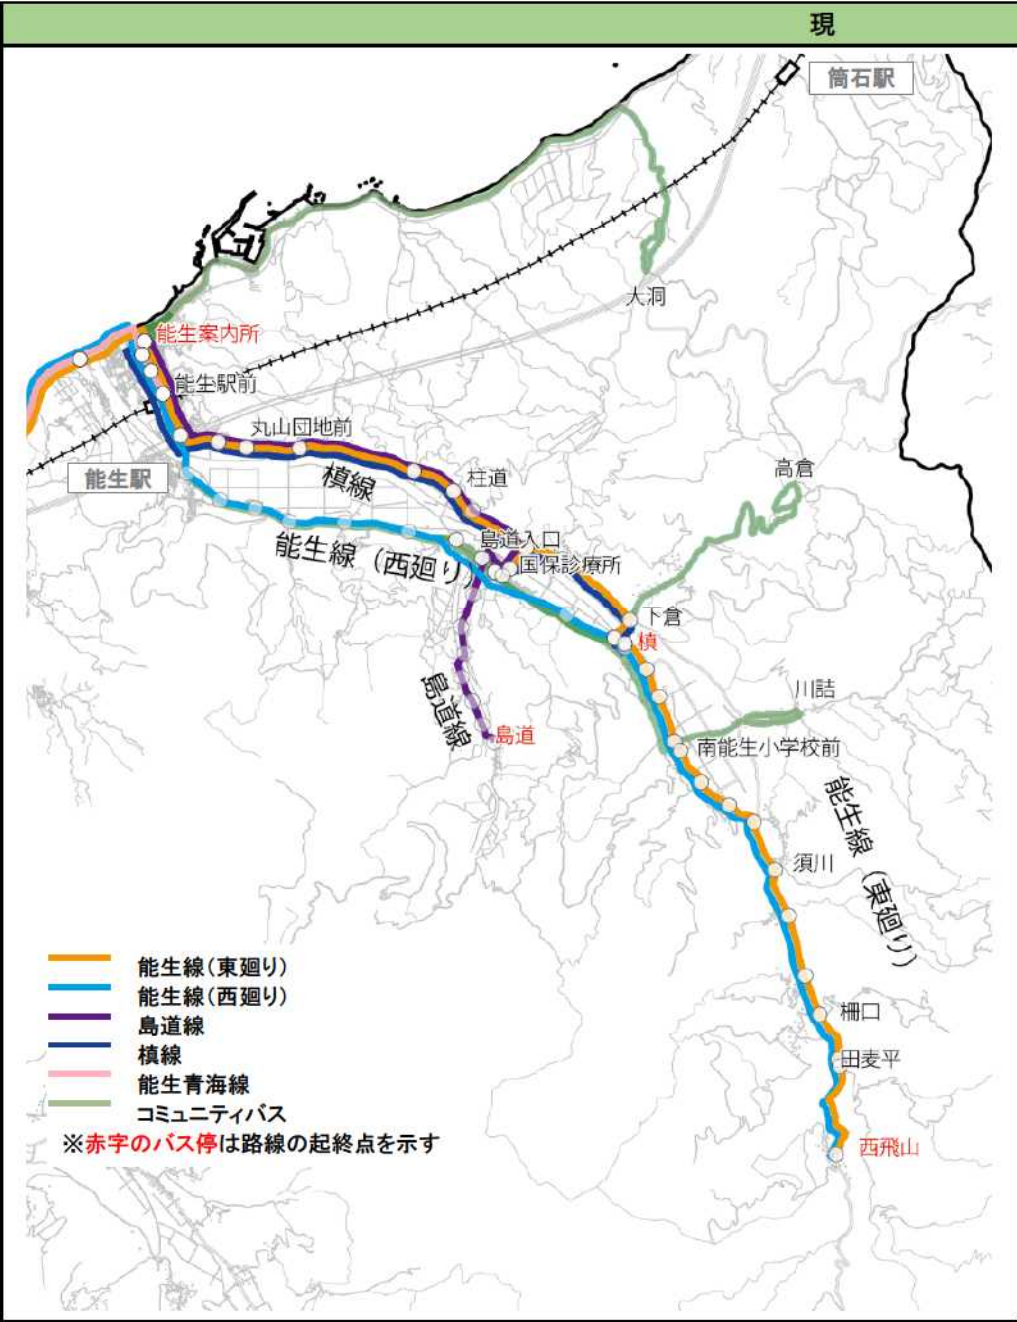 現
筒石駅
大洞
能生案内所
能生駅前
丸山団地前
能生駅
槙線
柱道
高倉
能生線（西廻り）
島道入口
国保診療所
下倉
槙
島道線
島道
川詰
南能生小学校前
能生線（東廻り）
須川
柵口
田麦平
西飛山
能生線（東廻り）
能生線（西廻り）
島道線
槙線
能生青海線
コミュニティバス
※赤字のバス停は路線の起終点を示す